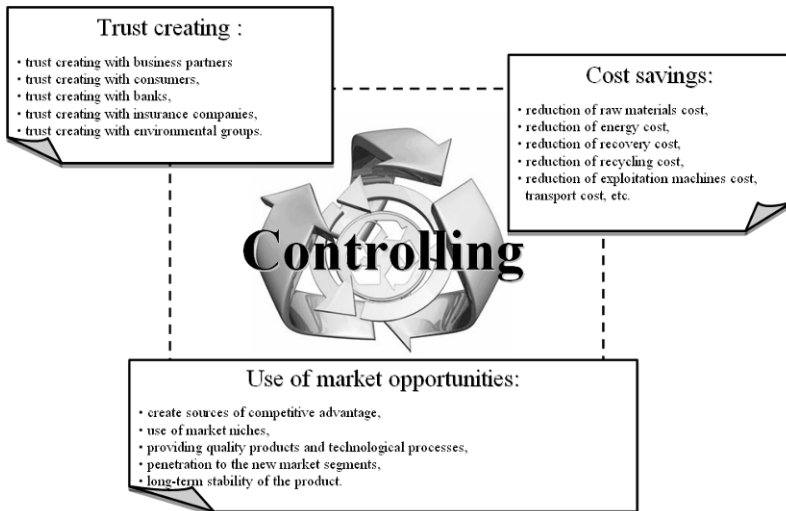 Trust creating :
• trust creating with business partners
• trust creating with consumers,
• trust creating with banks,
• trust creating with insurance companies,
• trust creating with environmental groups.
Cost savings:
• reduction of raw materials cost,
• reduction of energy cost,
• reduction of recovery cost,
• reduction of recycling cost,
• reduction of exploitation machines cost,
transport cost, etc.
Controlling
Use of market opportunities:
• create sources of competitive advantage,
• use of market niches,
• providing quality products and technological processes,
• penetration to the new market segments,
• long-term stability of the product.